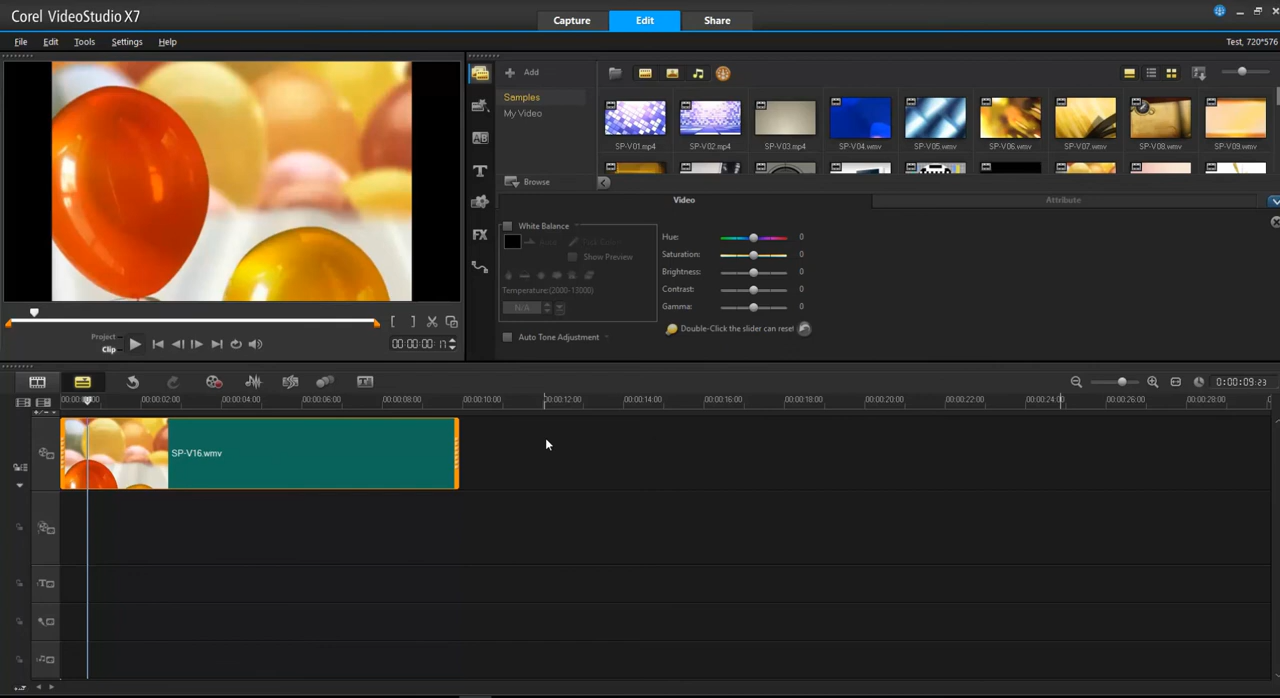 Corel VideoStudio X7
Capture
Edit
Share
File
Edit
Tools
Settings
Help
Test, 720*576
Add
Samples
My Video
Browse
SP-V01.mp4
SP-V02.mp4
SP-V03.mp4
SP-V04.wmv
SP-V05.wmv
SP-V06.wmv
SP-V07.wmv
SP-V08.wmv
SP-V09.wmv
Video
Attribute
White Balance
Show Preview
Temperature:(2000-13000)
N/A
Auto Tone Adjustment
Hue: 0
Saturation: 0
Brightness: 0
Contrast: 0
Gamma: 0
Double-Click the slider can reset
Project
Clip
00:00:00:17
0:00:09:23
00:00:02:00
00:00:04:00
00:00:06:00
00:00:08:00
00:00:10:00
00:00:12:00
00:00:14:00
00:00:16:00
00:00:18:00
00:00:20:00
00:00:22:00
00:00:24:00
00:00:26:00
00:00:28:00
SP-V16.wmv
AB
T
FX